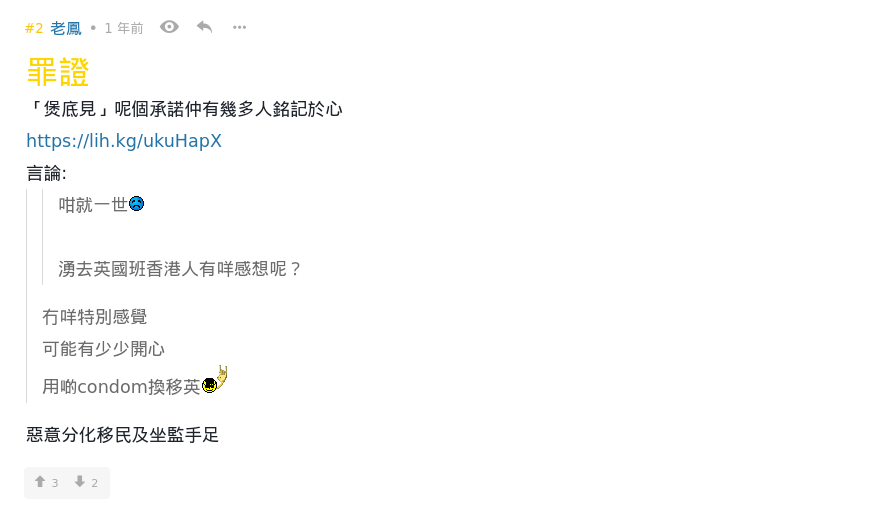 #2 老鳳 • 1 年前
罪證
「煲底見」呢個承諾仲有幾多人銘記於心
https://lih.kg/ukuHapX
言論:
咁就一世
湧去英國班香港人有咩感想呢？
冇咩特別感覺
可能有少少開心
用啲condom換移英
惡意分化移民及坐監手足
3 2